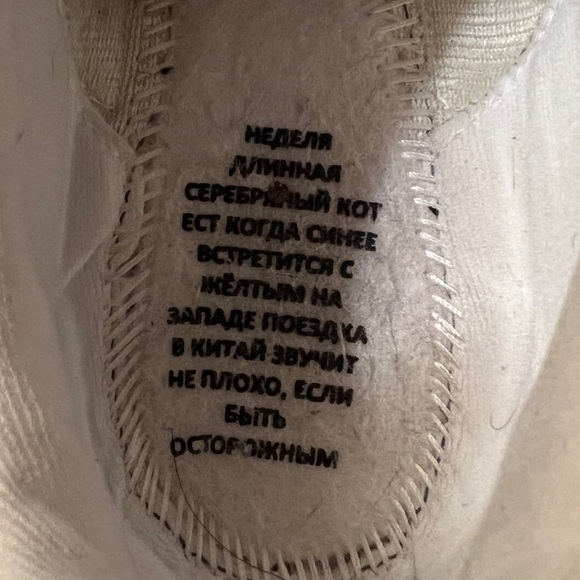 НЕДЕЛЯ
ДЛИННАЯ
СЕРЕБРЯНЫЙ КОТ
ЕСТ КОГДА СИНЕЕ
ВСТРЕТИТСЯ С
ЖЁЛТЫМ НА
ЗАПАДЕ ПОЕЗДКА
В КИТАЙ ЗВУЧИТ
НЕ ПЛОХО, ЕСЛИ
БЫТЬ
ОСТОРОЖНЫМ